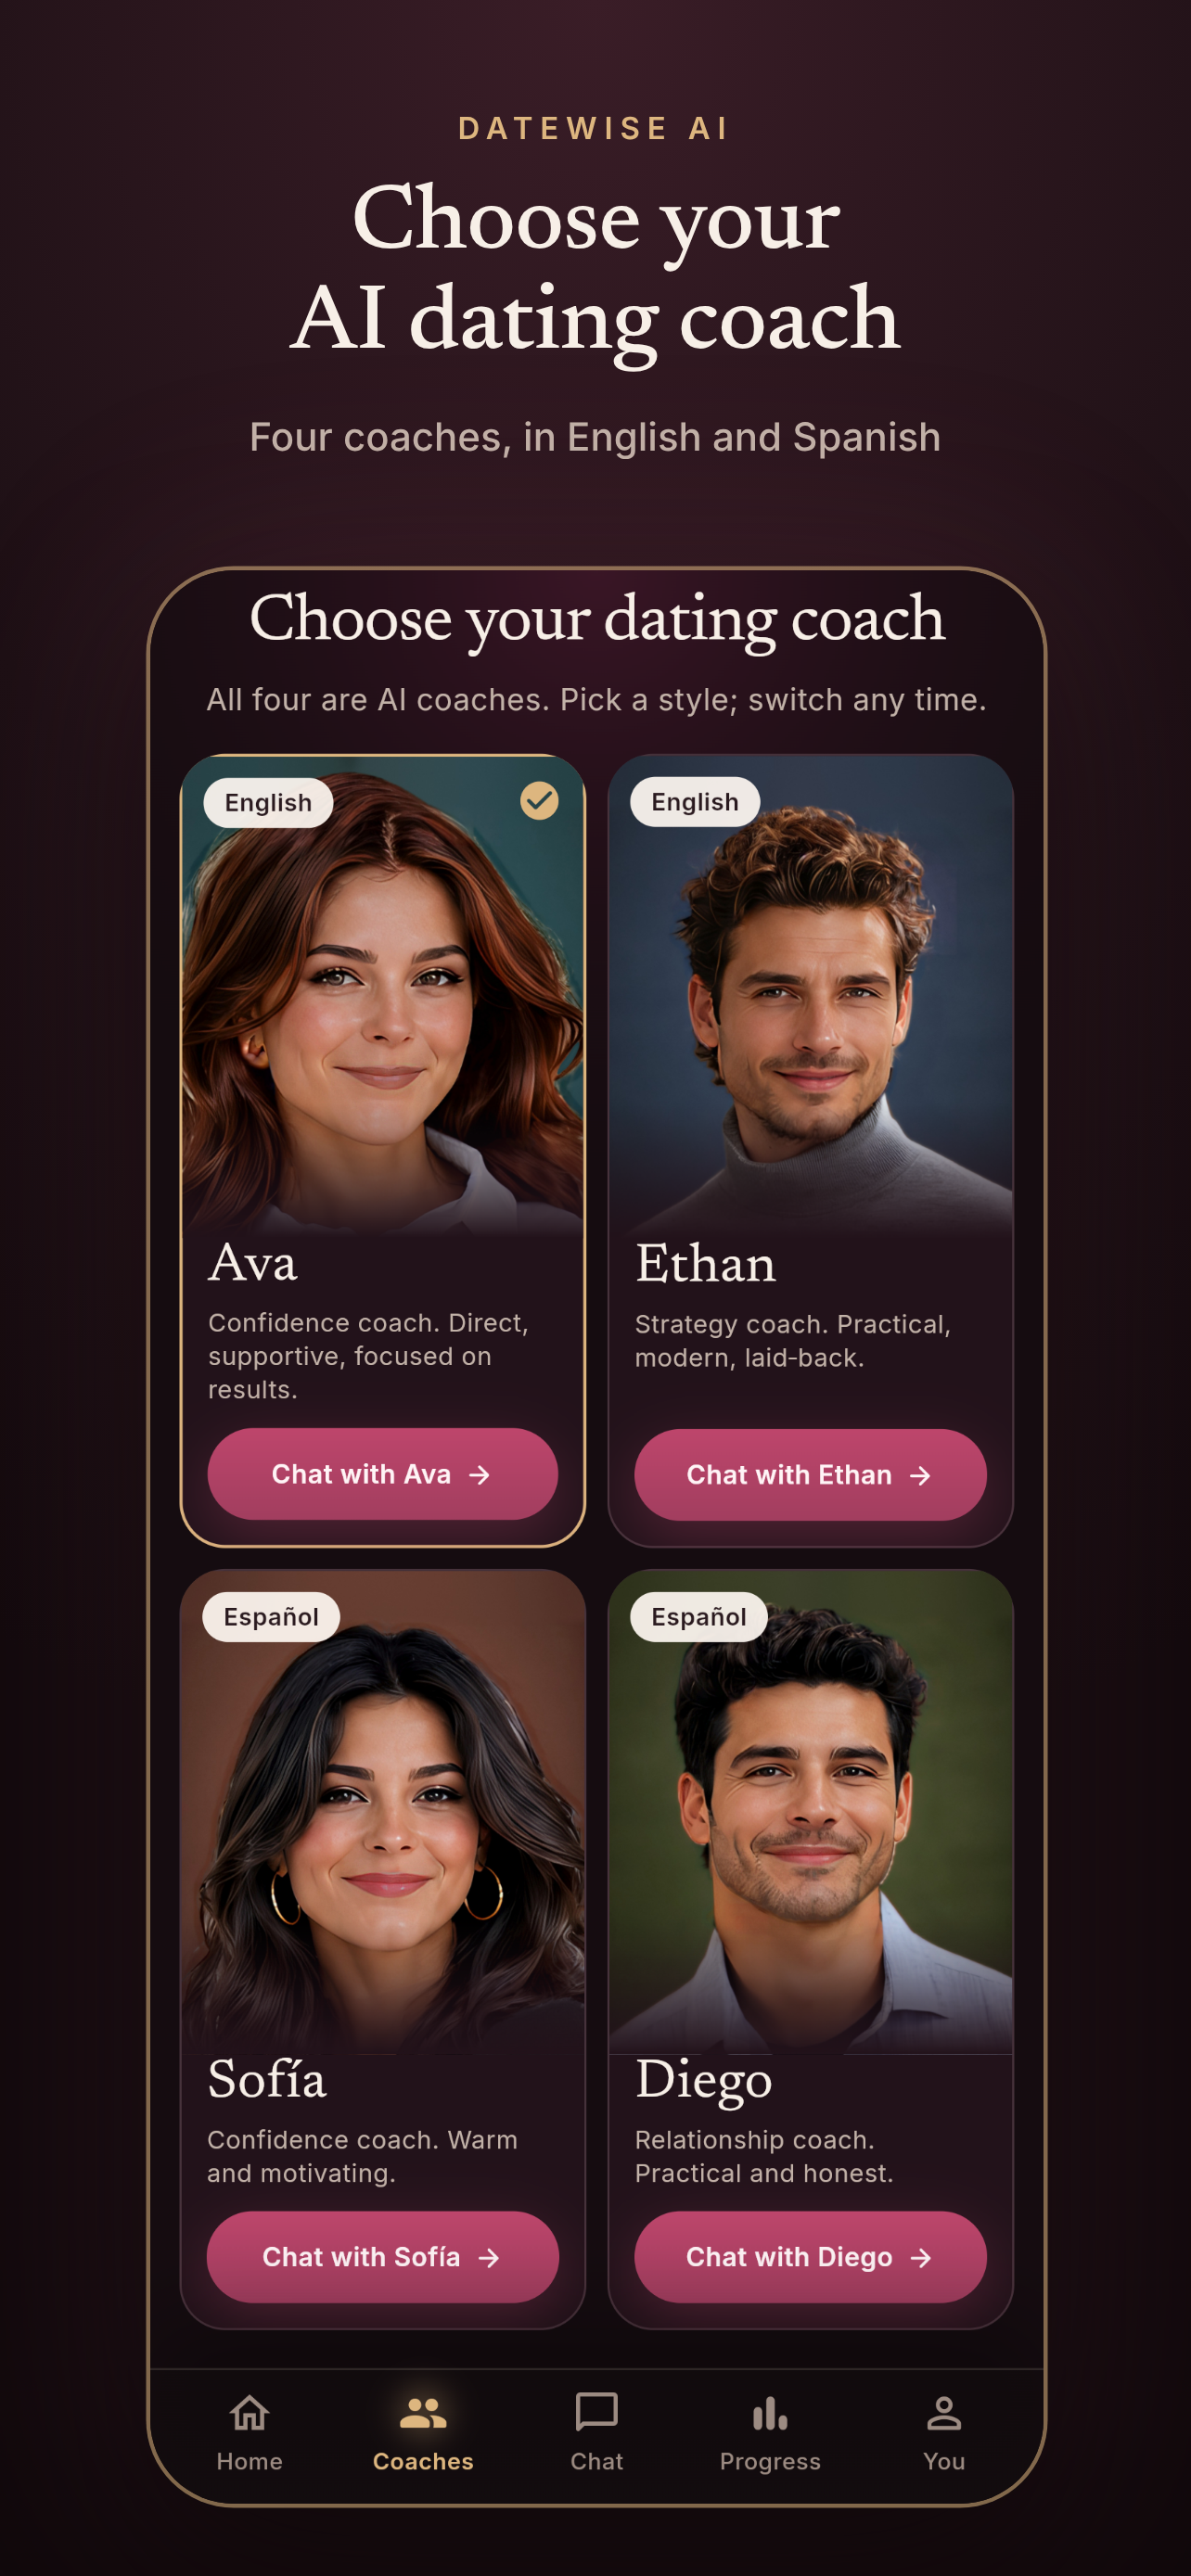 DATEWISE AI
Choose your
AI dating coach
Four coaches, in English and Spanish
Choose your dating coach
All four are AI coaches. Pick a style; switch any time.
English
Ava
Confidence coach. Direct,
supportive, focused on
results.
Chat with Ava →
English
Ethan
Strategy coach. Practical,
modern, laid-back.
Chat with Ethan →
Español
Sofía
Confidence coach. Warm
and motivating.
Chat with Sofía →
Español
Diego
Relationship coach.
Practical and honest.
Chat with Diego →
Home
Coaches
Chat
Progress
You